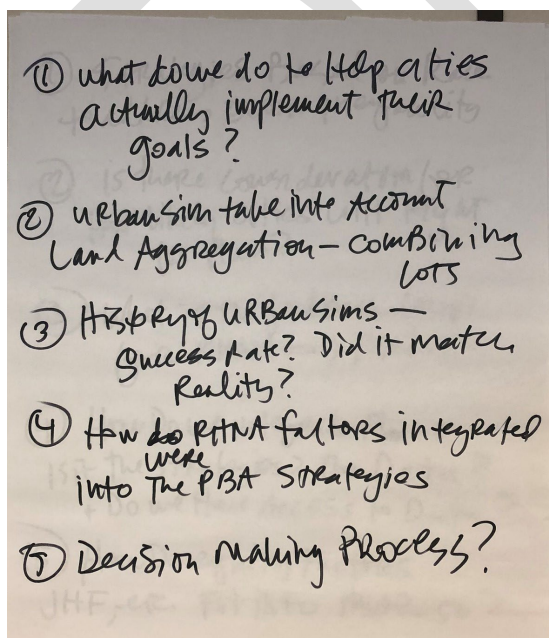 ① What do we do to Help cities
actually implement their
goals?
② URbanSim take into Account
Land Aggregation – combining
lots
③ History of URBanSims –
Success Rate? Did it match
Reality?
④ How were RHNA factors integrated
into The PBA Strategies
⑤ Decision Making Process?